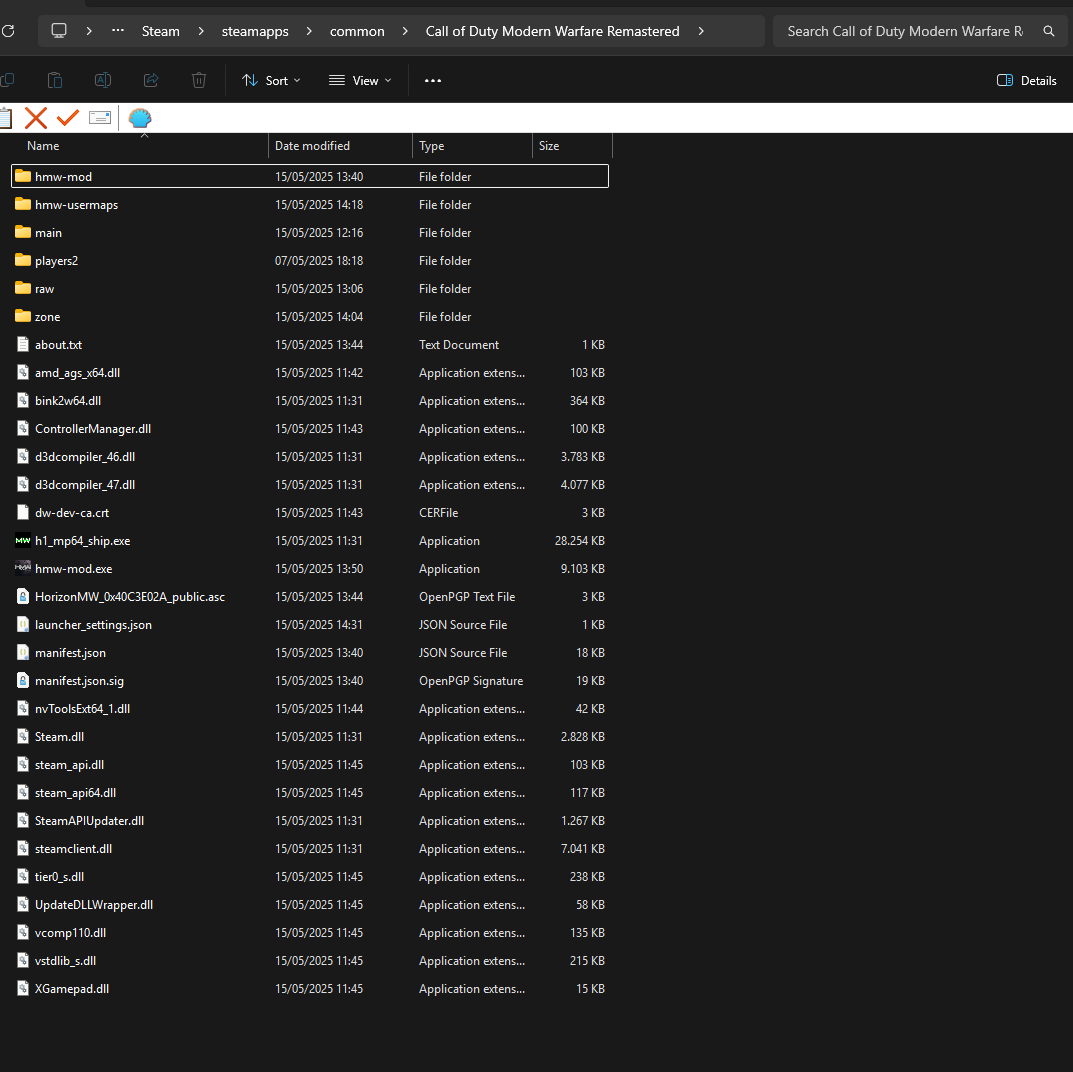 Steam > steamapps > common > Call of Duty Modern Warfare Remastered >
Search Call of Duty Modern Warfare R
Sort View Details
Name Date modified Type Size
hmw-mod 15/05/2025 13:40 File folder
hmw-usermaps 15/05/2025 14:18 File folder
main 15/05/2025 12:16 File folder
players2 07/05/2025 18:18 File folder
raw 15/05/2025 13:06 File folder
zone 15/05/2025 14:04 File folder
about.txt 15/05/2025 13:44 Text Document 1 KB
amd_ags_x64.dll 15/05/2025 11:42 Application extens... 103 KB
bink2w64.dll 15/05/2025 11:31 Application extens... 364 KB
ControllerManager.dll 15/05/2025 11:43 Application extens... 100 KB
d3dcompiler_46.dll 15/05/2025 11:31 Application extens... 3.783 KB
d3dcompiler_47.dll 15/05/2025 11:31 Application extens... 4.077 KB
dw-dev-ca.crt 15/05/2025 11:43 CERFile 3 KB
MW h1_mp64_ship.exe 15/05/2025 11:31 Application 28.254 KB
hmw-mod.exe 15/05/2025 13:50 Application 9.103 KB
HorizonMW_0x40C3E02A_public.asc 15/05/2025 13:44 OpenPGP Text File 3 KB
launcher_settings.json 15/05/2025 14:31 JSON Source File 1 KB
manifest.json 15/05/2025 13:40 JSON Source File 18 KB
manifest.json.sig 15/05/2025 13:40 OpenPGP Signature 19 KB
nvToolsExt64_1.dll 15/05/2025 11:44 Application extens... 42 KB
Steam.dll 15/05/2025 11:31 Application extens... 2.828 KB
steam_api.dll 15/05/2025 11:45 Application extens... 103 KB
steam_api64.dll 15/05/2025 11:45 Application extens... 117 KB
SteamAPIUpdater.dll 15/05/2025 11:31 Application extens... 1.267 KB
steamclient.dll 15/05/2025 11:31 Application extens... 7.041 KB
tier0_s.dll 15/05/2025 11:45 Application extens... 238 KB
UpdateDLLWrapper.dll 15/05/2025 11:45 Application extens... 58 KB
vcomp110.dll 15/05/2025 11:45 Application extens... 135 KB
vstdlib_s.dll 15/05/2025 11:45 Application extens... 215 KB
XGamepad.dll 15/05/2025 11:45 Application extens... 15 KB